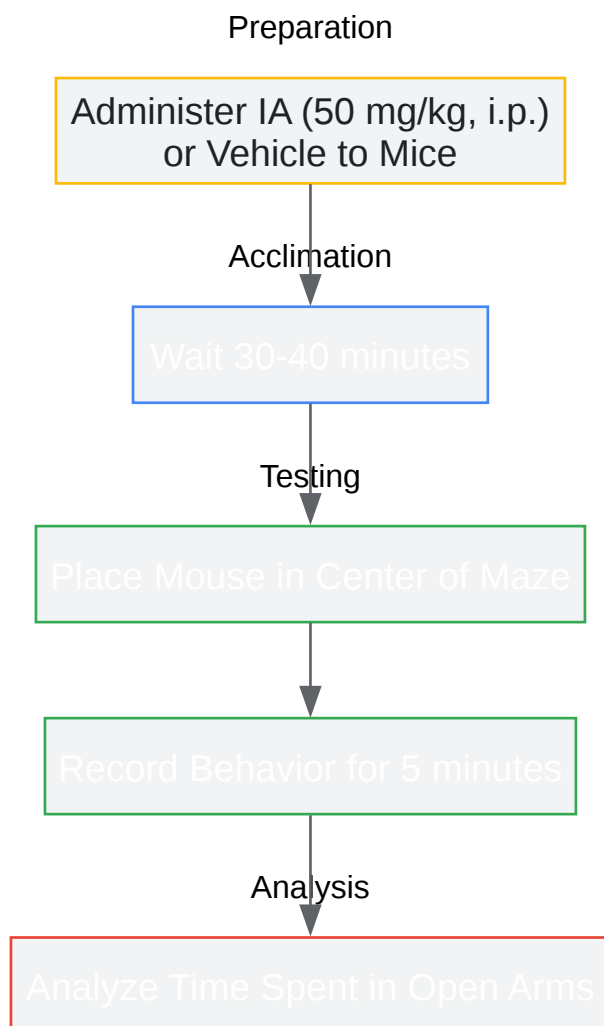 Preparation
Administer IA (50 mg/kg, i.p.)
or Vehicle to Mice
Acclimation
Wait 30-40 minutes
Testing
Place Mouse in Center of Maze
Record Behavior for 5 minutes
Analysis
Analyze Time Spent in Open Arms